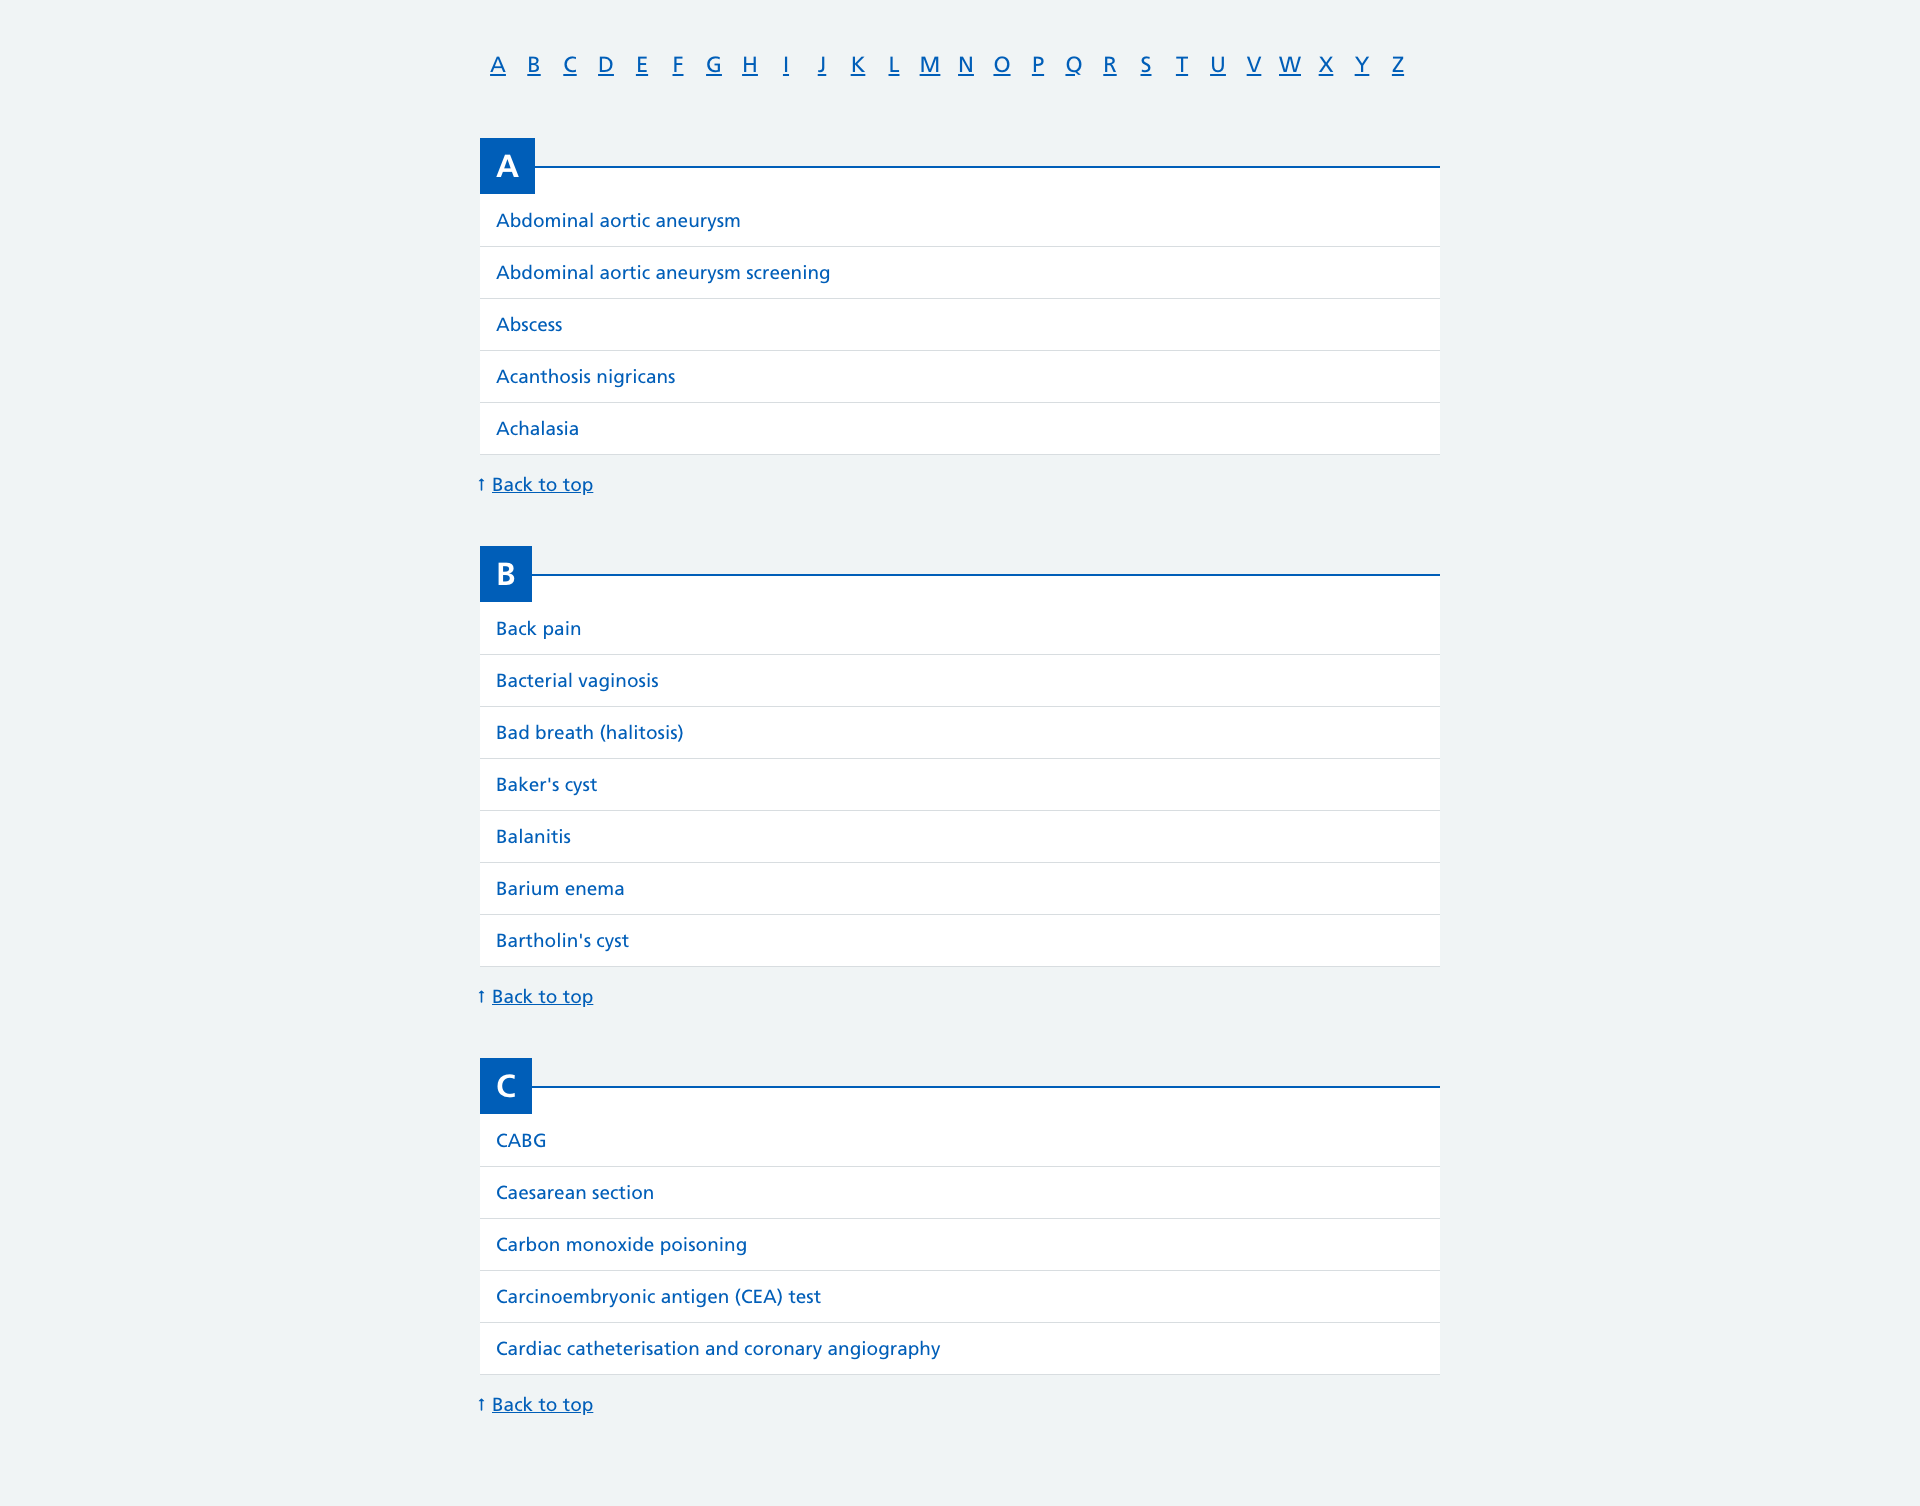 A B C D E F G H I J K L M N O P Q R S T U V W X Y Z
A
Abdominal aortic aneurysm
Abdominal aortic aneurysm screening
Abscess
Acanthosis nigricans
Achalasia
↑ Back to top
B
Back pain
Bacterial vaginosis
Bad breath (halitosis)
Baker's cyst
Balanitis
Barium enema
Bartholin's cyst
↑ Back to top
C
CABG
Caesarean section
Carbon monoxide poisoning
Carcinoembryonic antigen (CEA) test
Cardiac catheterisation and coronary angiography
↑ Back to top